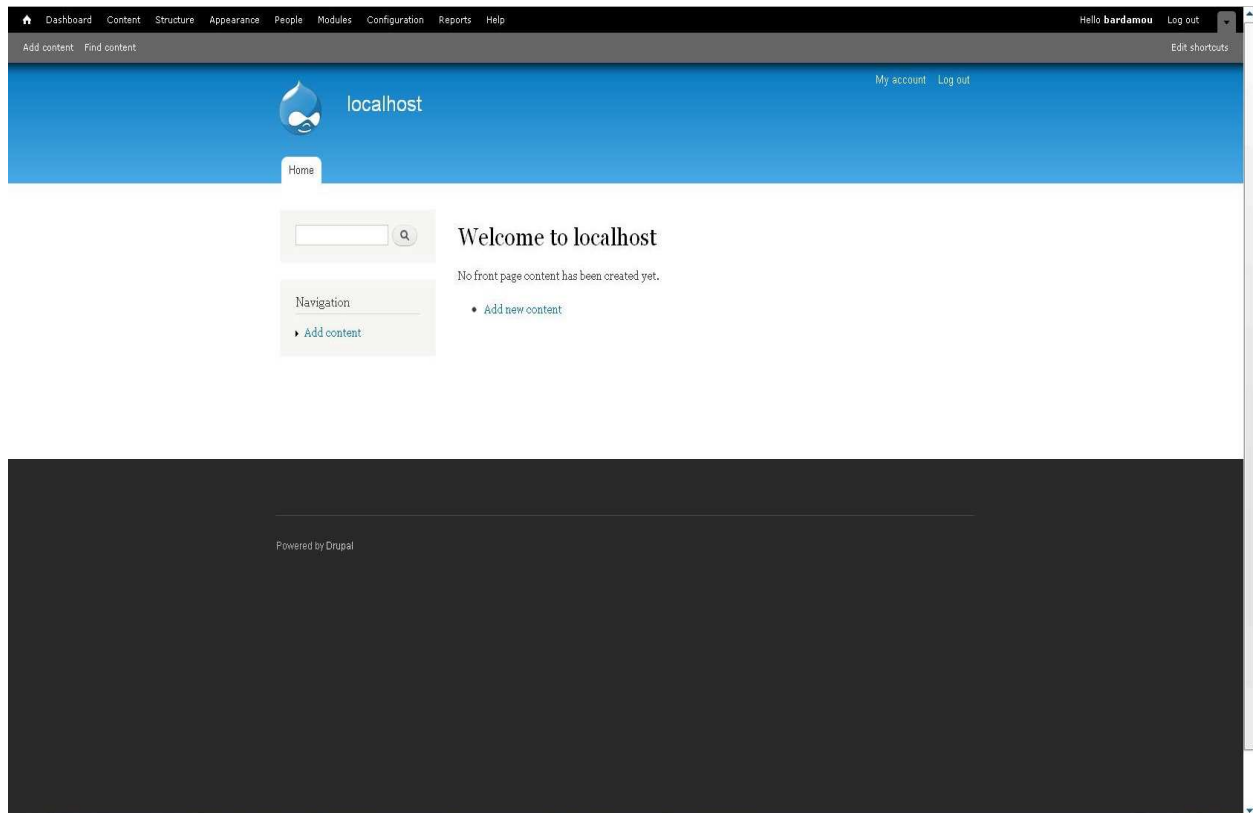 Dashboard Content Structure Appearance People Modules Configuration Reports Help Hello bardamou Log out
Add content Find content Edit shortcuts
My account Log out
localhost
Home
Welcome to localhost
No front page content has been created yet.
Navigation
Add new content
Add content
Powered by Drupal